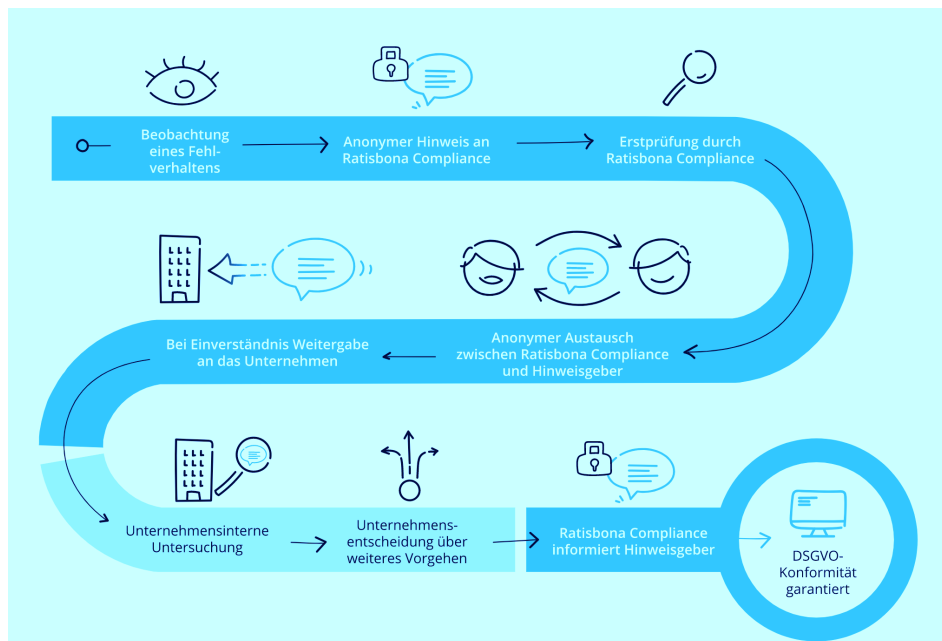 Beobachtung
eines Fehl-
verhaltens
Anonymer Hinweis an
Ratisbona Compliance
Erstprüfung durch
Ratisbona Compliance
Anonymer Austausch
zwischen Ratisbona Compliance
und Hinweisgeber
Bei Einverständnis Weitergabe
an das Unternehmen
Unternehmensinterne
Untersuchung
Unternehmens-
entscheidung über
weiteres Vorgehen
Ratisbona Compliance
informiert Hinweisgeber
DSGVO-
Konformität
garantiert